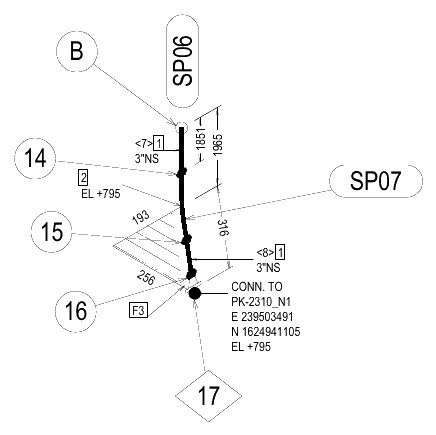 B
SP06
<7> 1
3"NS
1851
1965
14
2
EL +795
SP07
193
316
15
<8> 1
3"NS
256
CONN. TO
PK-2310_N1
E 239503491
N 1624941105
EL +795
16
F3
17